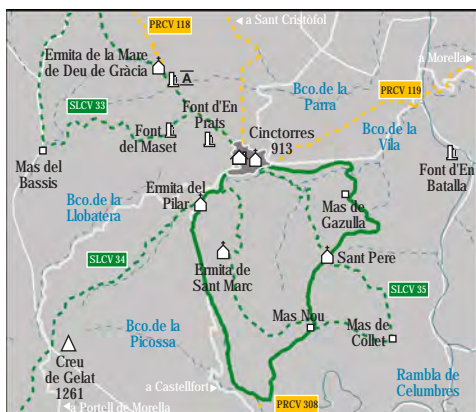 PRCV 118
a Sant Cristòfol
Ermita de la Mare
de Deu de Gràcia
A
a Morella
SLCV 33
Bco.de la
Parra
PRCV 119
Font d'En
Prats
Cinctorres
913
Bco.de la
Vila
Font
del Maset
Mas del
Bassis
Font d'En
Batalla
Ermita del
Pilar
Mas de
Gazulla
Bco.de la
Llobatera
SLCV 34
Ermita de
Sant Marc
Sant Pere
SLCV 35
Bco.de la
Picossa
Mas Nou
Mas de
Còllet
Creu
de Gelat
1261
a Castellfort
Rambla de
Celumbres
a Portell de Morella
PRCV 308